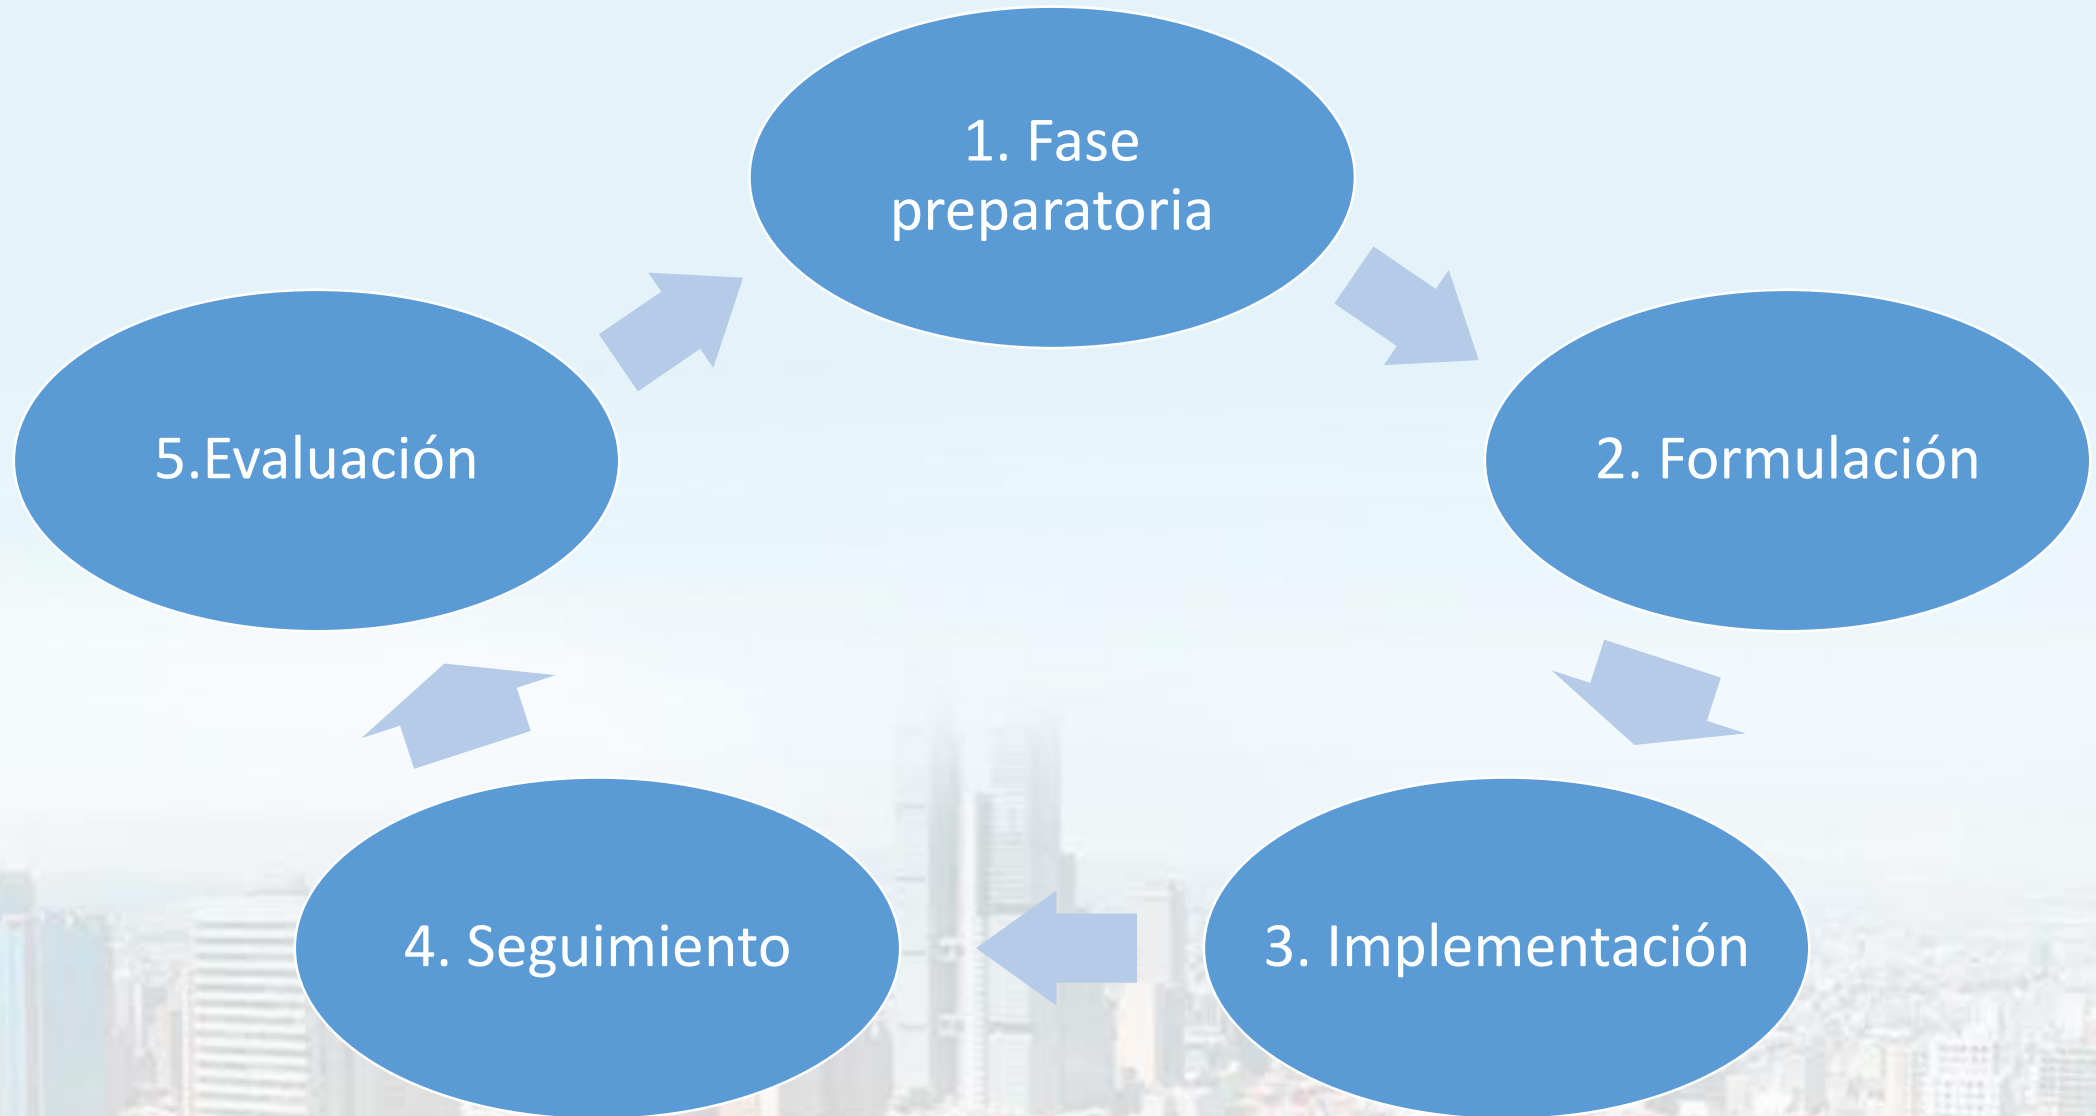 1. Fase
preparatoria
2. Formulación
3. Implementación
4. Seguimiento
5.Evaluación